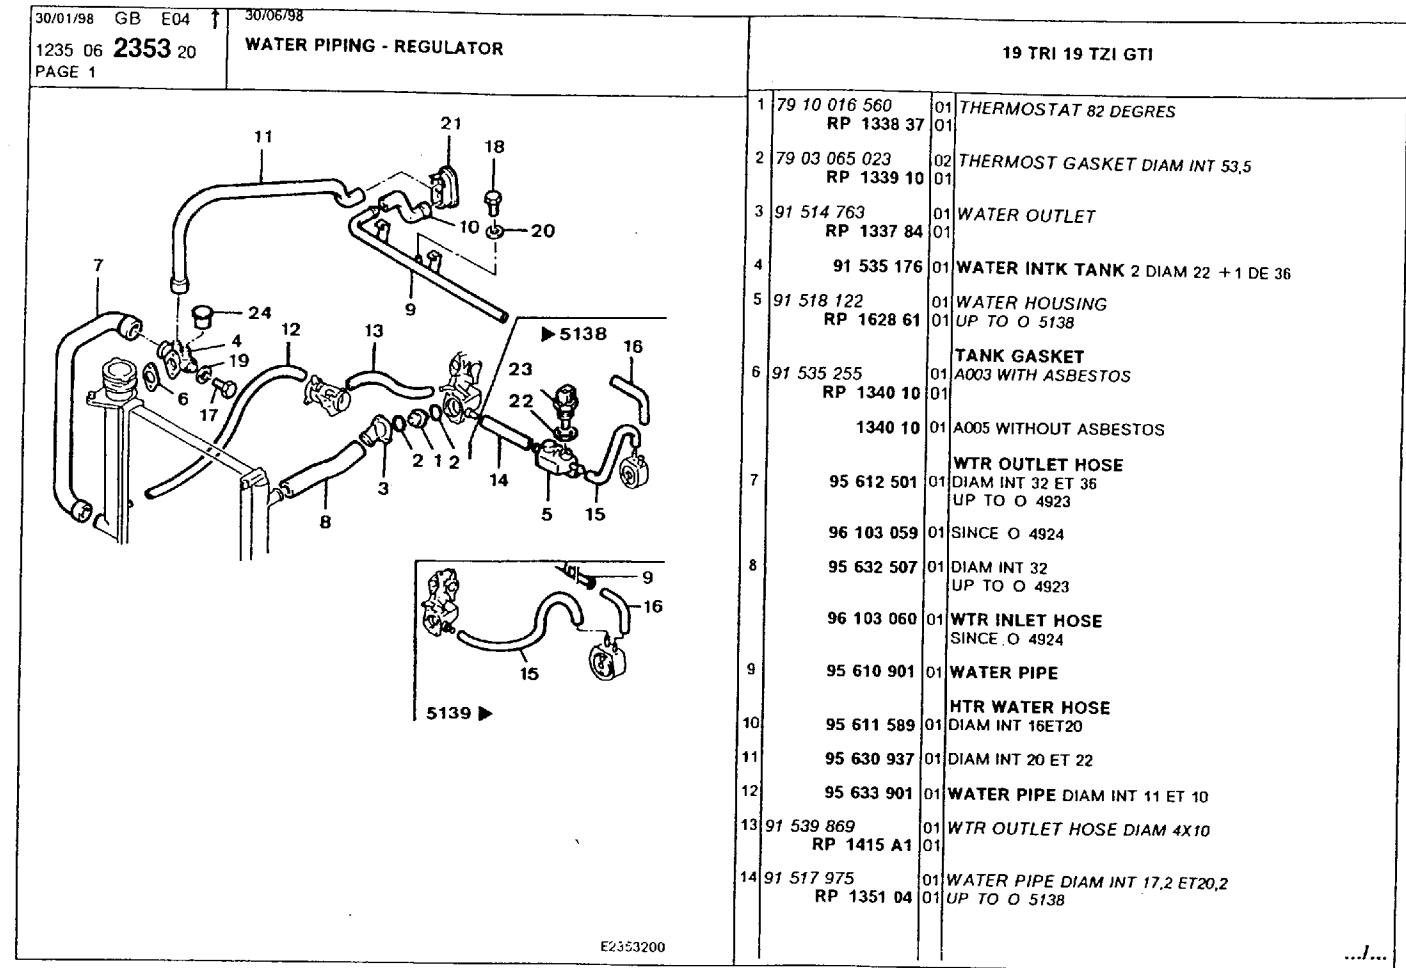 30/01/98 GB E04 ↑
30/06/98
1235 06 2353 20
WATER PIPING - REGULATOR
PAGE 1
19 TRI 19 TZI GTI
11
21
18
10
20
7
9
24
12
13
4
19
6
17
▶5138
16
23
22
2
1
2
14
3
8
5
15
9
16
15
5139 ▶
E2353200
1 79 10 016 560 01 THERMOSTAT 82 DEGRES
RP 1338 37 01
2 79 03 065 023 02 THERMOST GASKET DIAM INT 53,5
RP 1339 10 01
3 91 514 763 01 WATER OUTLET
RP 1337 84 01
4 91 535 176 01 WATER INTK TANK 2 DIAM 22 +1 DE 36
5 91 518 122 01 WATER HOUSING
RP 1628 61 01 UP TO O 5138
TANK GASKET
6 91 535 255 01 A003 WITH ASBESTOS
RP 1340 10 01
1340 10 01 A005 WITHOUT ASBESTOS
WTR OUTLET HOSE
7 95 612 501 01 DIAM INT 32 ET 36
UP TO O 4923
96 103 059 01 SINCE O 4924
8 95 632 507 01 DIAM INT 32
UP TO O 4923
96 103 060 01 WTR INLET HOSE
SINCE O 4924
9 95 610 901 01 WATER PIPE
HTR WATER HOSE
10 95 611 589 01 DIAM INT 16ET20
11 95 630 937 01 DIAM INT 20 ET 22
12 95 633 901 01 WATER PIPE DIAM INT 11 ET 10
13 91 539 869 01 WTR OUTLET HOSE DIAM 4X10
RP 1415 A1 01
14 91 517 975 01 WATER PIPE DIAM INT 17,2 ET20,2
RP 1351 04 01 UP TO O 5138
.../...